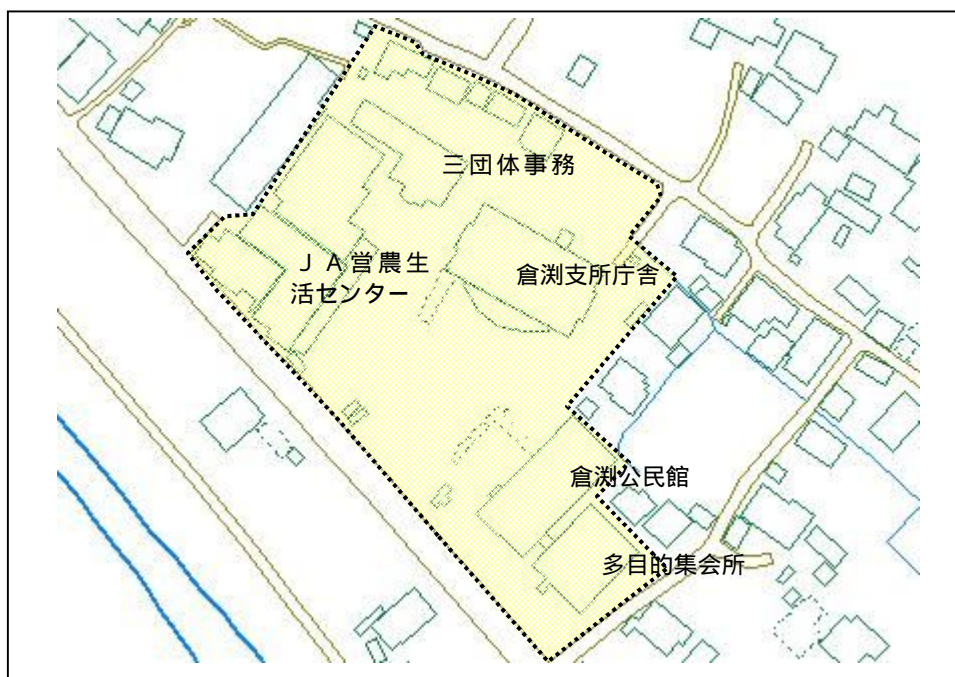 三団体事務
ＪＡ営農生
活センター
倉渕支所庁舎
倉渕公民館
多目的集会所